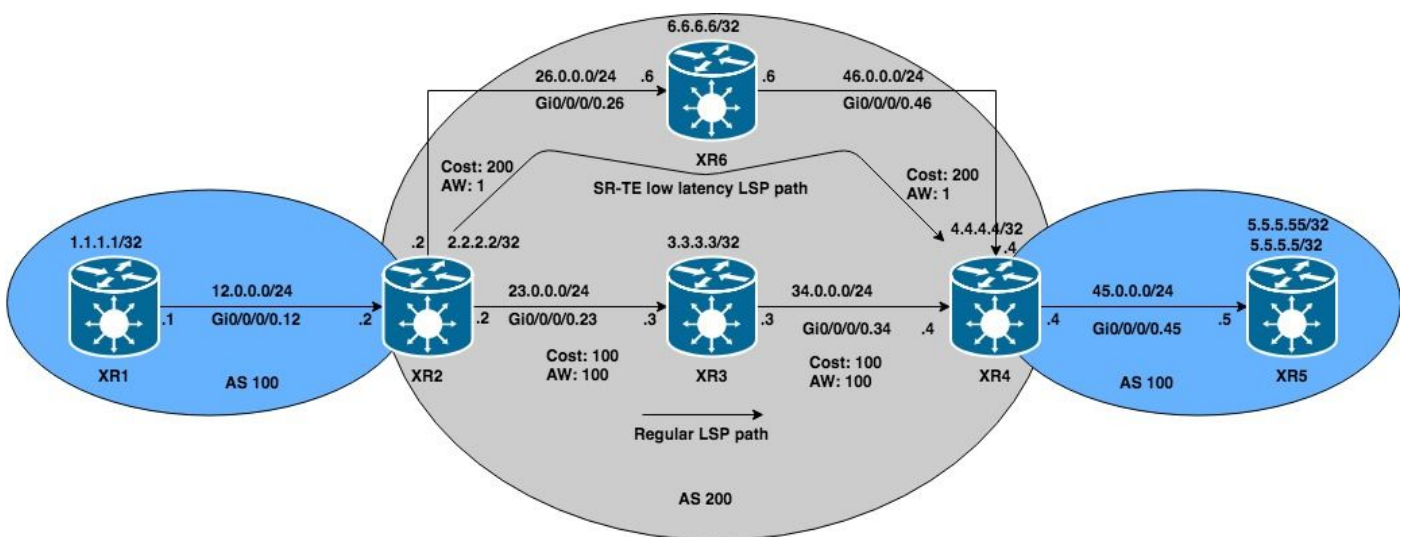 6.6.6.6/32
26.0.0.0/24
.6
.6
46.0.0.0/24
Gi0/0/0/0.26
Gi0/0/0/0.46
XR6
Cost: 200
AW: 1
SR-TE low latency LSP path
Cost: 200
AW: 1
1.1.1.1/32
.2
2.2.2.2/32
3.3.3.3/32
4.4.4.4/32
.4
5.5.5.55/32
5.5.5.5/32
12.0.0.0/24
23.0.0.0/24
34.0.0.0/24
45.0.0.0/24
.1
Gi0/0/0/0.12
.2
.2
Gi0/0/0/0.23
.3
.3
Gi0/0/0/0.34
.4
.4
Gi0/0/0/0.45
.5
Cost: 100
AW: 100
Cost: 100
AW: 100
XR1
XR2
XR3
XR4
XR5
AS 100
AS 100
Regular LSP path
AS 200